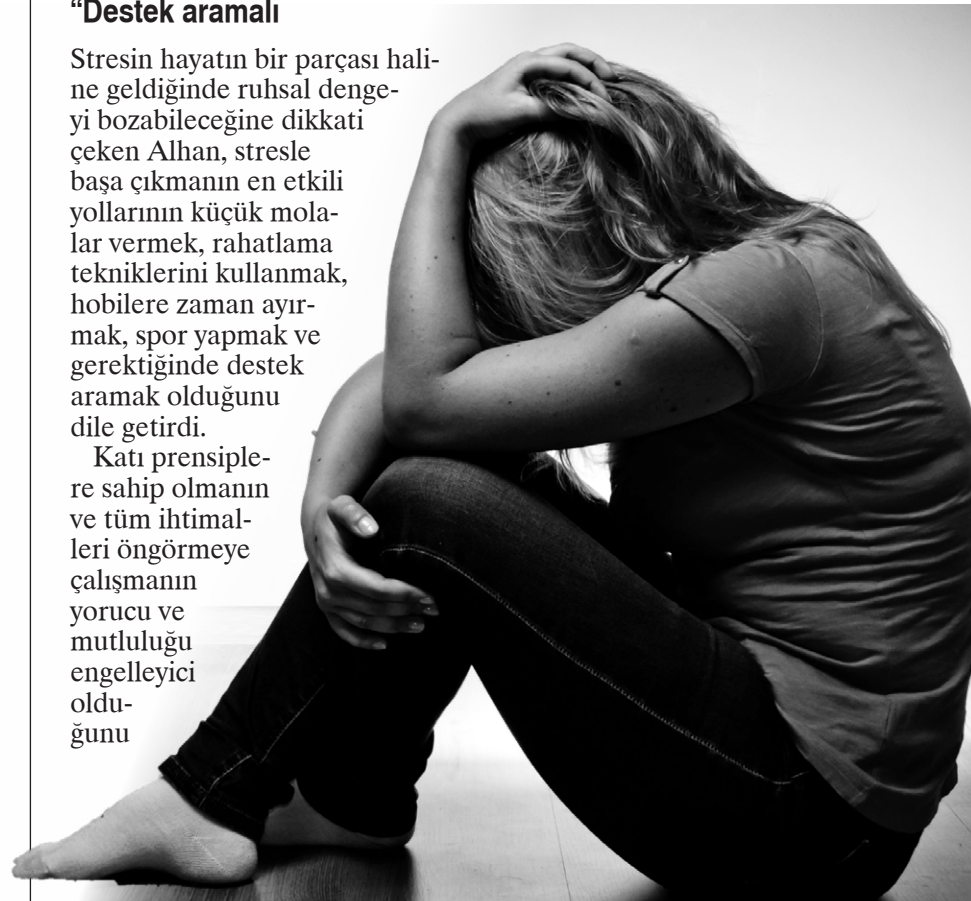 “Destek aramalı
Stresin hayatın bir parçası hali-
ne geldiğinde ruhsal denge-
yi bozabileceğine dikkati
çeken Alhan, stresle
başa çıkmanın en etkili
yollarının küçük mola-
lar vermek, rahatlama
tekniklerini kullanmak,
hobilere zaman ayır-
mak, spor yapmak ve
gerektiğinde destek
aramak olduğunu
dile getirdi.
Katı prensiple-
re sahip olmanın
ve tüm ihtimal-
leri öngörmeye
çalışmanın
yorucu ve
mutluluğu
engelleyici
oldu-
ğunu